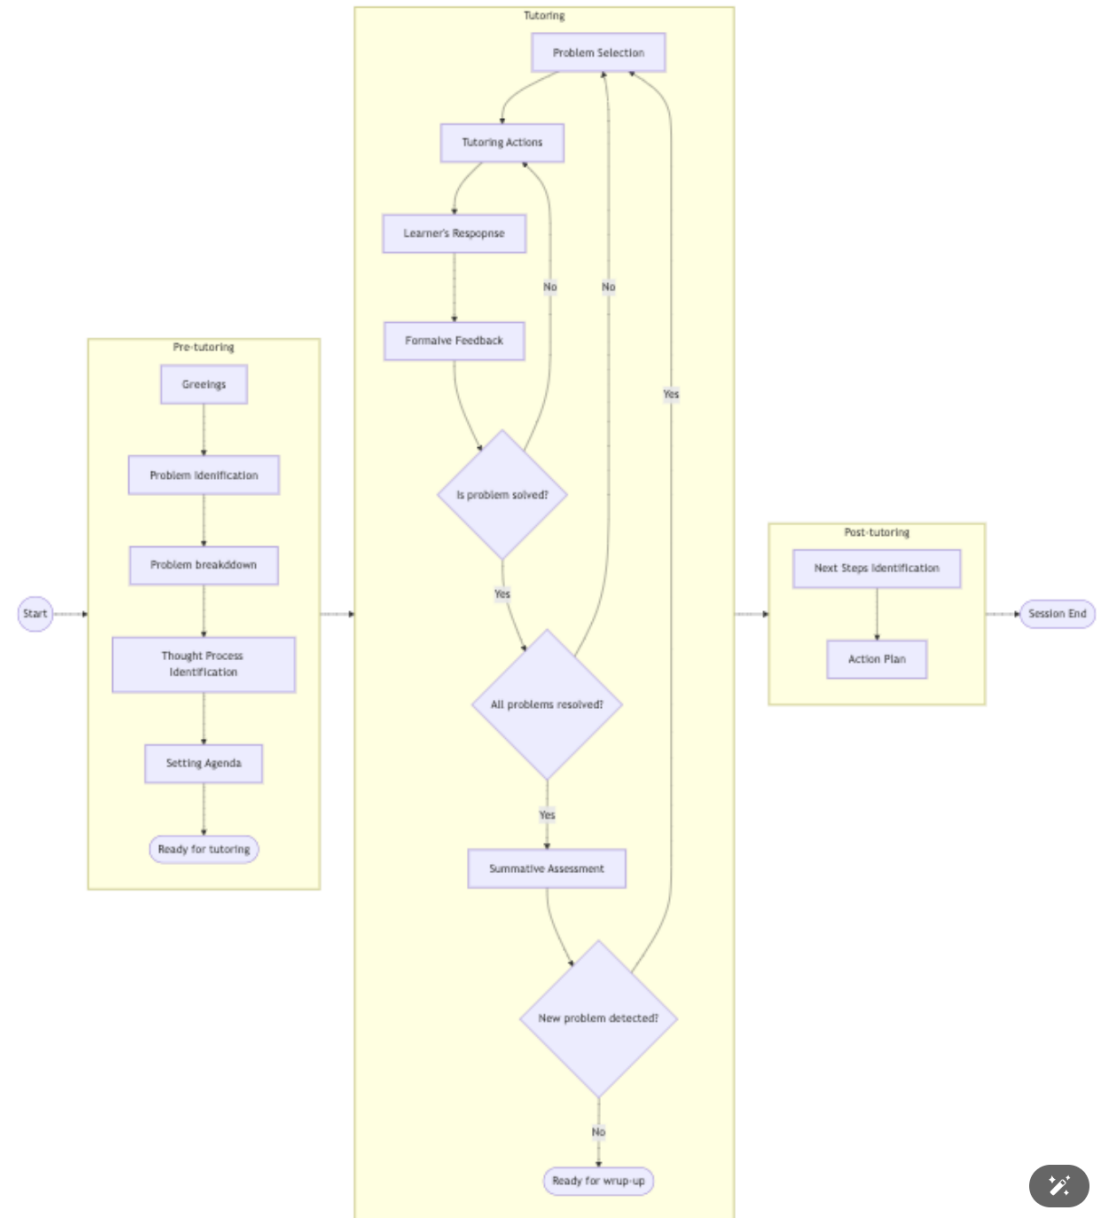 Start
Pre-tutoring
Greeings
Problem Idenification
Problem breakddown
Thought Process
Identification
Setting Agenda
Ready for tutoring
Tutoring
Problem Selection
Tutoring Actions
Learner's Respopnse
Formaive Feedback
Is problem solved?
No
Yes
All problems resolved?
No
Yes
Summative Assessment
New problem detected?
Yes
No
Ready for wrup-up
Post-tutoring
Next Steps Identification
Action Plan
Session End